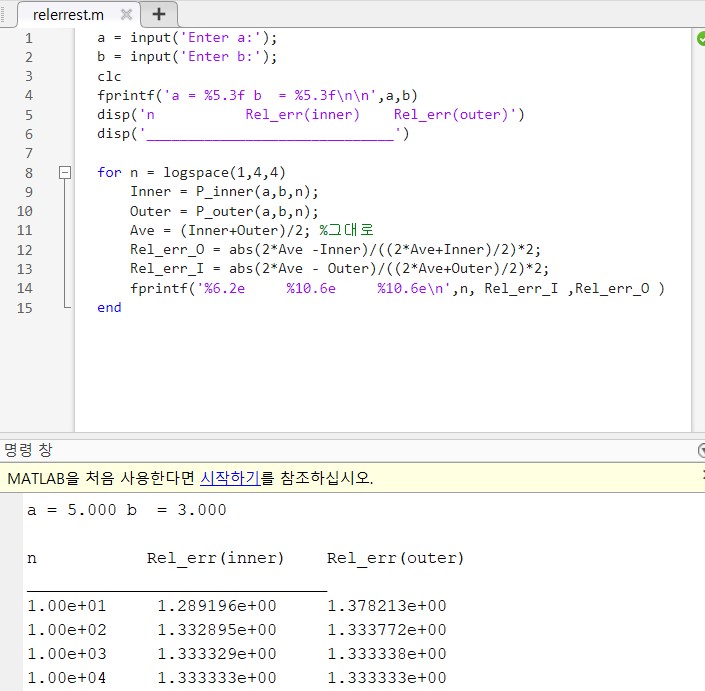 relerrest.m
1 a = input('Enter a:');
2 b = input('Enter b:');
3 clc
4 fprintf('a = %5.3f b  = %5.3f\n\n',a,b)
5 disp('n           Rel_err(inner)    Rel_err(outer)')
6 disp('______________________________')
7
8 for n = logspace(1,4,4)
9     Inner = P_inner(a,b,n);
10     Outer = P_outer(a,b,n);
11     Ave = (Inner+Outer)/2; %그대로
12     Rel_err_O = abs(2*Ave -Inner)/((2*Ave+Inner)/2)*2;
13     Rel_err_I = abs(2*Ave - Outer)/((2*Ave+Outer)/2)*2;
14     fprintf('%6.2e     %10.6e     %10.6e\n',n, Rel_err_I ,Rel_err_O )
15 end
명령 창
MATLAB을 처음 사용한다면 시작하기를 참조하십시오.
a = 5.000 b  = 3.000
n           Rel_err(inner)    Rel_err(outer)
______________________________
1.00e+01     1.289196e+00     1.378213e+00
1.00e+02     1.332895e+00     1.333772e+00
1.00e+03     1.333329e+00     1.333338e+00
1.00e+04     1.333333e+00     1.333333e+00